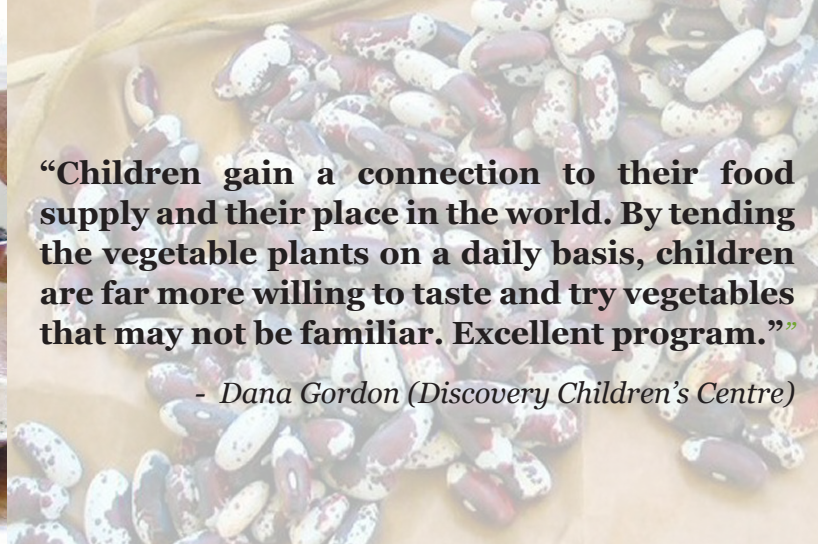 “Children gain a connection to their food
supply and their place in the world. By tending
the vegetable plants on a daily basis, children
are far more willing to taste and try vegetables
that may not be familiar. Excellent program.””
- Dana Gordon (Discovery Children’s Centre)